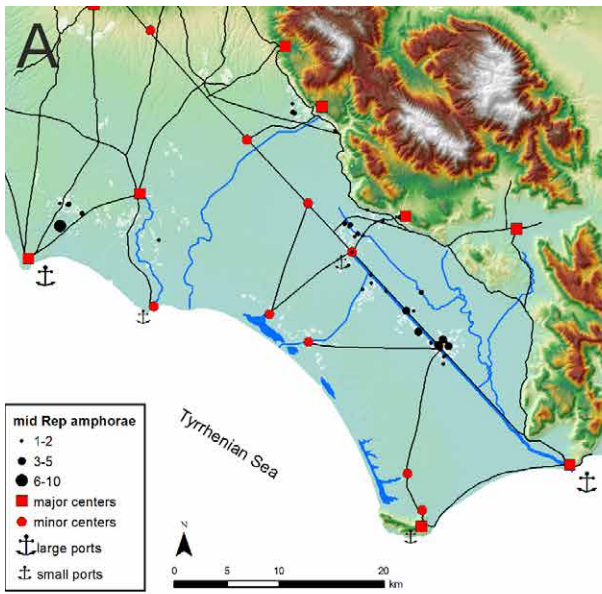 A
Tyrrhenian Sea
mid Rep amphorae
1-2
3-5
6-10
major centers
minor centers
large ports
small ports
N
0 5 10 20
km